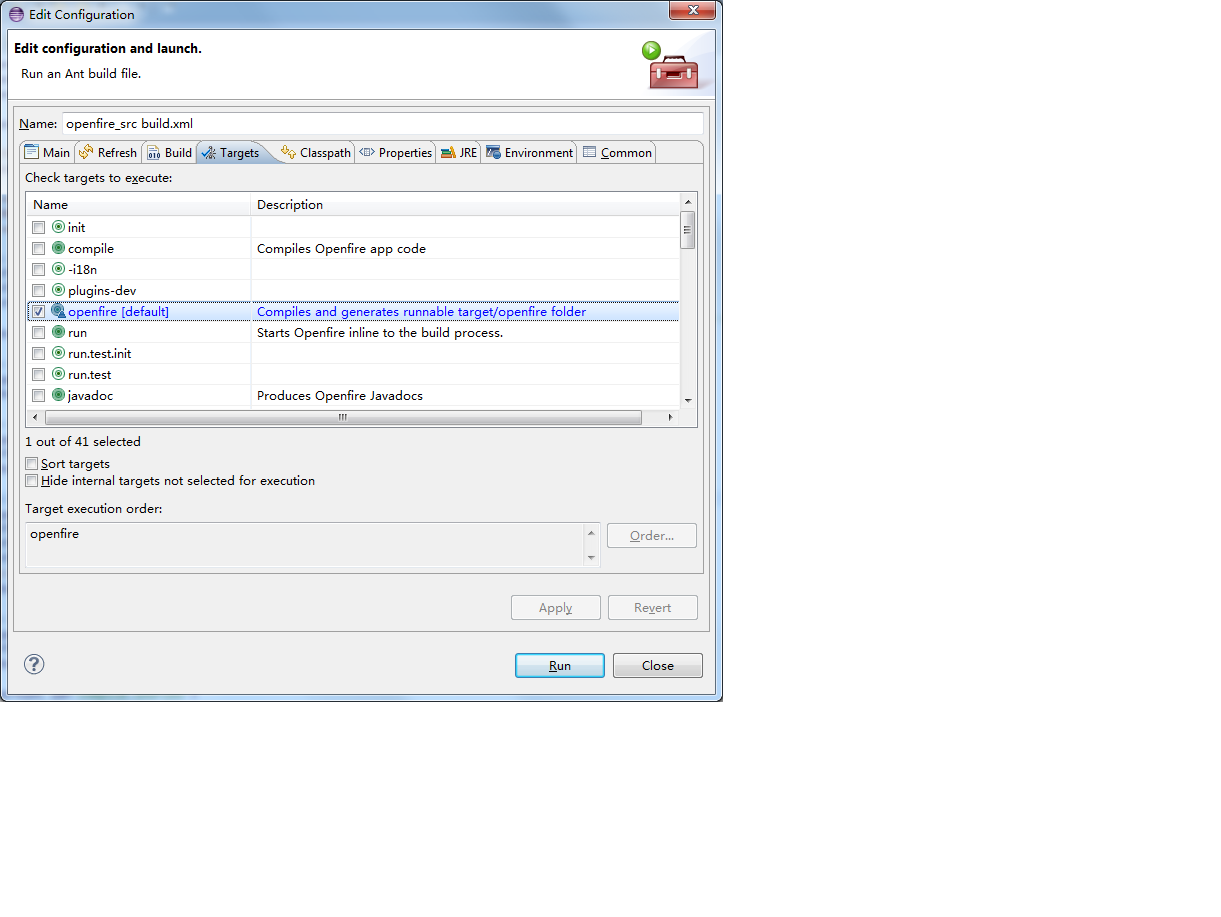 Edit Configuration
Edit configuration and launch.
Run an Ant build file.
Name: openfire_src build.xml
Main Refresh Build Targets Classpath Properties JRE Environment Common
Check targets to execute:
Name Description
init
compile Compiles Openfire app code
-i18n
plugins-dev
openfire [default] Compiles and generates runnable target/openfire folder
run Starts Openfire inline to the build process.
run.test.init
run.test
javadoc Produces Openfire Javadocs
1 out of 41 selected
Sort targets
Hide internal targets not selected for execution
Target execution order:
openfire
Order...
Apply Revert
Run Close